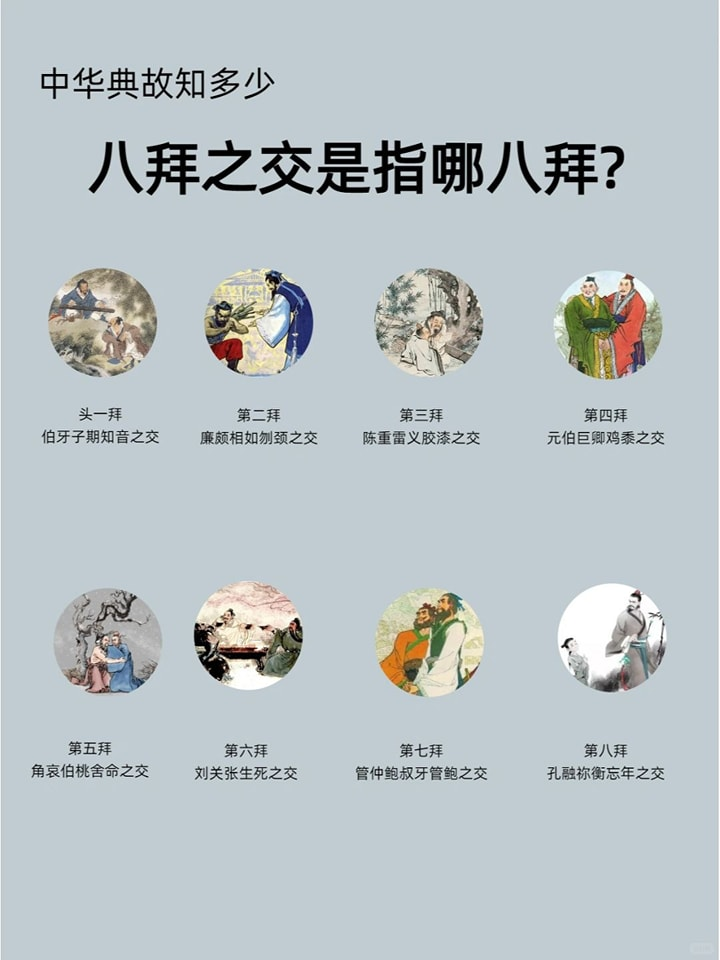 中华典故知多少
八拜之交是指哪八拜?
头一拜
伯牙子期知音之交
第二拜
廉颇相如刎颈之交
第三拜
陈重雷义胶漆之交
第四拜
元伯巨卿鸡黍之交
第五拜
角哀伯桃舍命之交
第六拜
刘关张生死之交
第七拜
管仲鲍叔牙管鲍之交
第八拜
孔融祢衡忘年之交